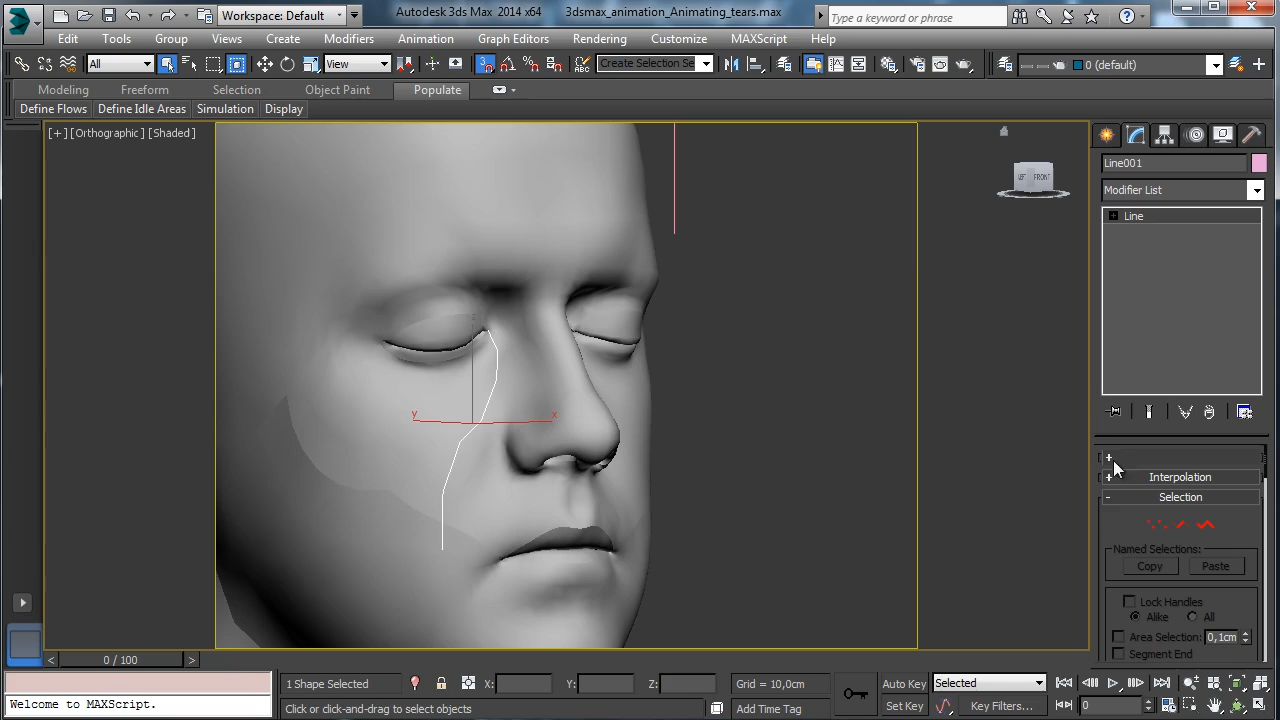 Workspace: Default
Autodesk 3ds Max 2014 x64
3dsmax_animation_Animating_tears.max
Type a keyword or phrase
Edit Tools Group Views Create Modifiers Animation Graph Editors Rendering Customize MAXScript Help
All
View
Create Selection Se
0 (default)
Modeling Freeform Selection Object Paint Populate
Define Flows Define Idle Areas Simulation Display
[+] [Orthographic] [Shaded]
LEFT FRONT
Line001
Modifier List
Line
y x
Interpolation
Selection
Named Selections:
Copy Paste
Lock Handles
Alike All
Area Selection: 0,1cm
Segment End
< 0 / 100 >
1 Shape Selected X: Y: Z: Grid = 10,0cm Auto Key Selected
Welcome to MAXScript. Click or click-and-drag to select objects Add Time Tag Set Key Key Filters... 0